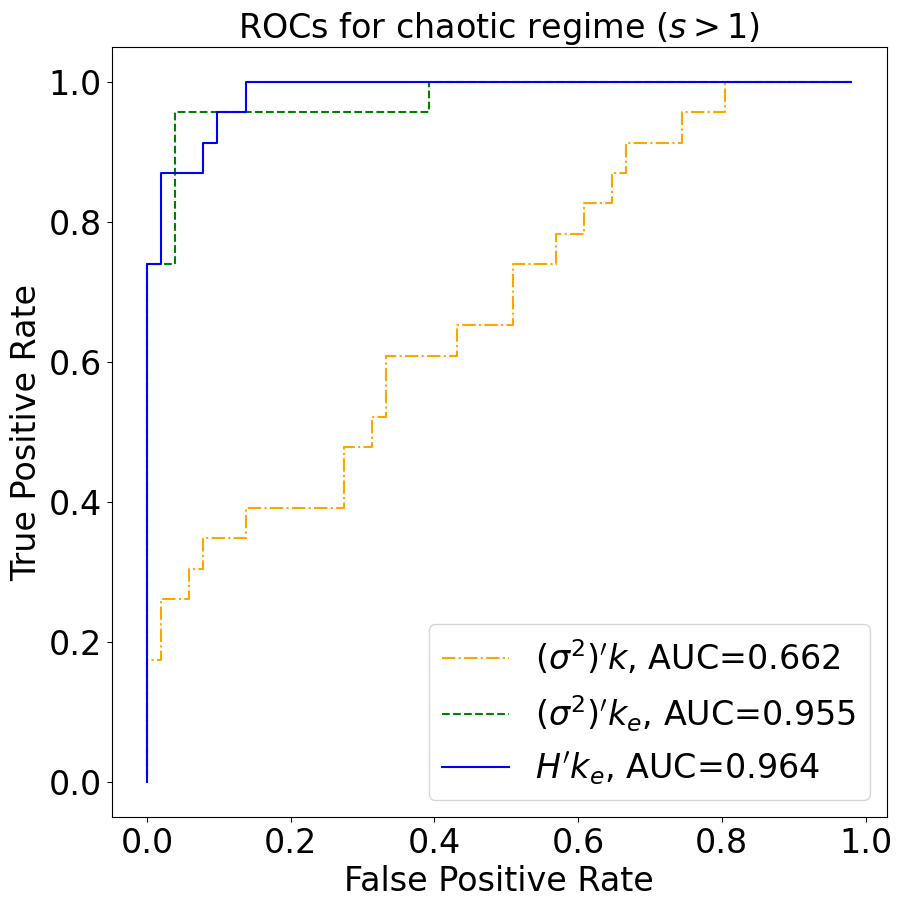 ROCs for chaotic regime (s > 1)
1.0
0.8
0.6
0.4
0.2
0.0
True Positive Rate
(σ²)′k, AUC=0.662
(σ²)′kₑ, AUC=0.955
H′kₑ, AUC=0.964
0.0 0.2 0.4 0.6 0.8 1.0
False Positive Rate